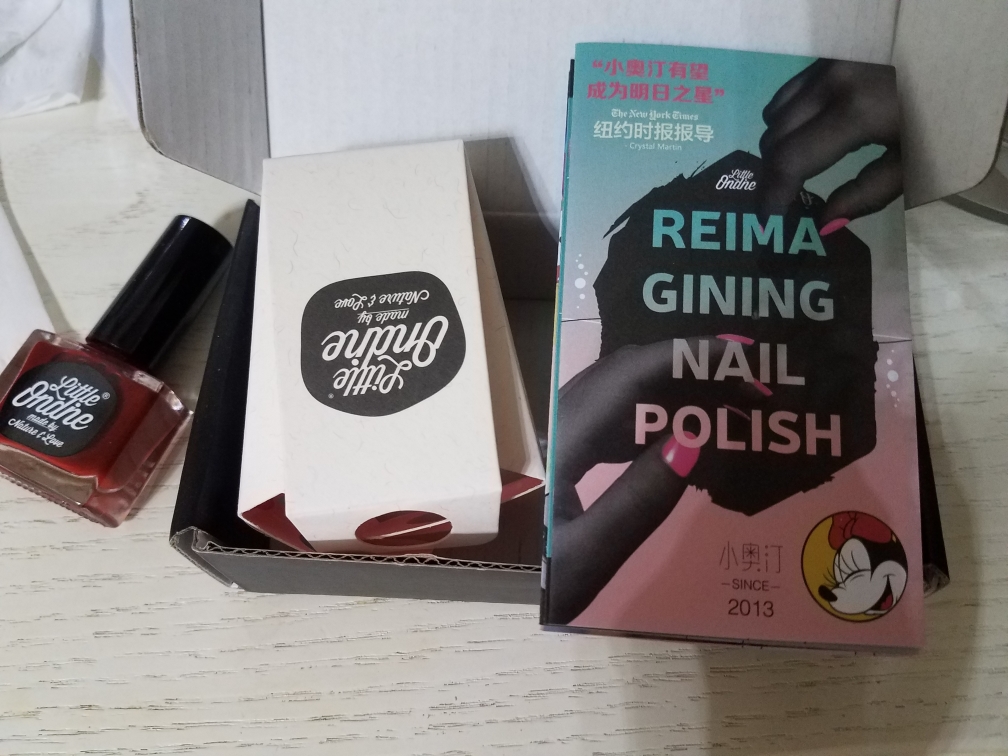 Little
Ondine®
made by
Nature & Love
Little
Ondine®
made by
Nature & Love
“小奥汀有望
成为明日之星”
The New York Times
纽约时报报导
- Crystal Martin
Little
Ondine
REIMA
GINING
NAIL
POLISH
小奥汀
—SINCE—
2013